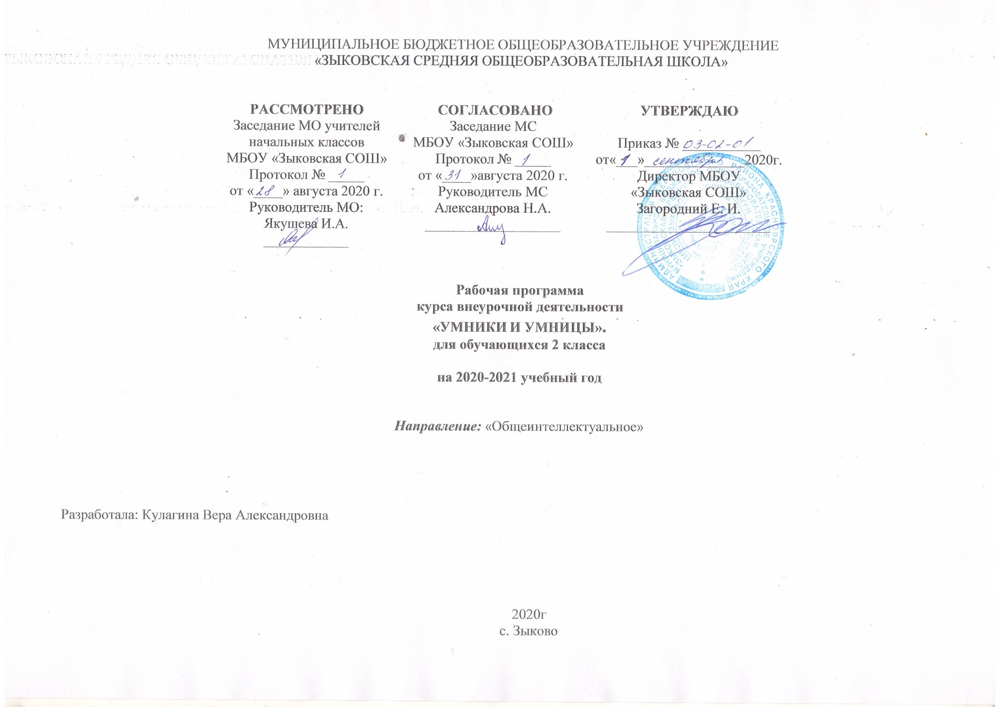 МУНИЦИПАЛЬНОЕ БЮДЖЕТНОЕ ОБЩЕОБРАЗОВАТЕЛЬНОЕ УЧРЕЖДЕНИЕ
«ЗЫКОВСКАЯ СРЕДНЯЯ ОБЩЕОБРАЗОВАТЕЛЬНАЯ ШКОЛА»
РАССМОТРЕНО
Заседание МО учителей
начальных классов
МБОУ «Зыковская СОШ»
Протокол № 1
от «28» августа 2020 г.
Руководитель МО:
Якушева И.А.
СОГЛАСОВАНО
Заседание МС
МБОУ «Зыковская СОШ»
Протокол № 1
от «31»августа 2020 г.
Руководитель МС
Александрова Н.А.
УТВЕРЖДАЮ
Приказ № 03-02-01
от«1» сентября 2020г.
Директор МБОУ
«Зыковская СОШ»
Загородний Е. И.
Рабочая программа
курса внеурочной деятельности
«УМНИКИ И УМНИЦЫ».
для обучающихся 2 класса
на 2020-2021 учебный год
Направление: «Общеинтеллектуальное»
Разработала: Кулагина Вера Александровна
2020г
с. Зыково